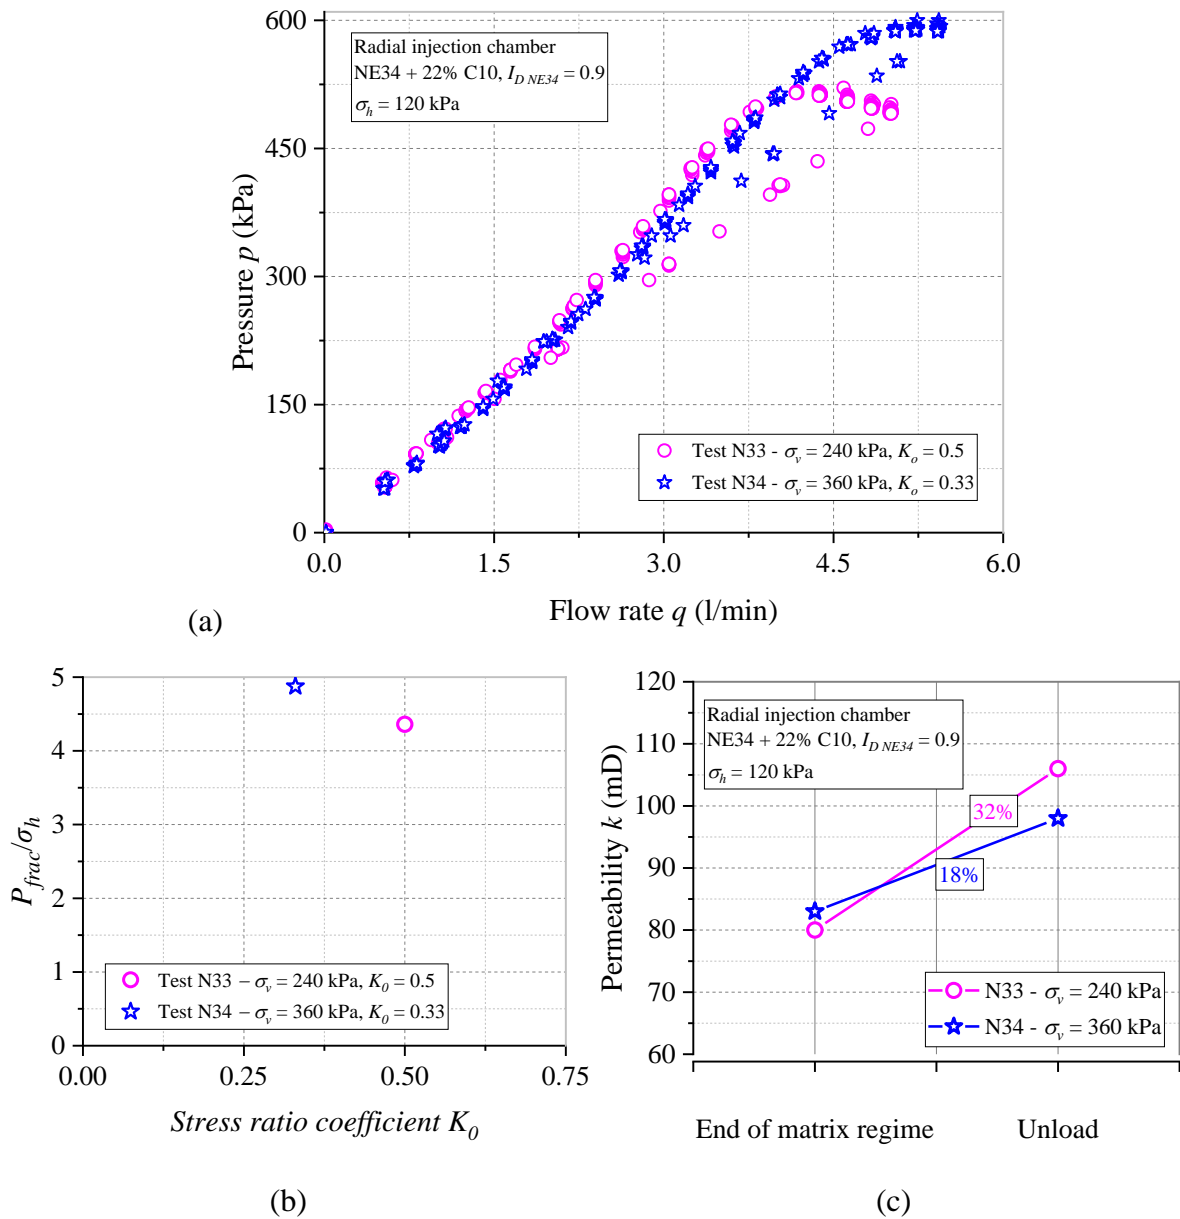 600
450
300
150
0
Pressure p (kPa)
Radial injection chamber
NE34 + 22% C10, I_{D NE34} = 0.9
σ_h = 120 kPa
Test N33 - σ_v = 240 kPa, K_o = 0.5
Test N34 - σ_v = 360 kPa, K_o = 0.33
0.0 1.5 3.0 4.5 6.0
Flow rate q (l/min)
(a)
5
4
3
2
1
0
P_{frac}/σ_h
Test N33 – σ_v = 240 kPa, K_0 = 0.5
Test N34 – σ_v = 360 kPa, K_0 = 0.33
0.00 0.25 0.50 0.75
Stress ratio coefficient K_0
(b)
120
110
100
90
80
70
60
Permeability k (mD)
Radial injection chamber
NE34 + 22% C10, I_{D NE34} = 0.9
σ_h = 120 kPa
32%
18%
N33 - σ_v = 240 kPa
N34 - σ_v = 360 kPa
End of matrix regime Unload
(c)